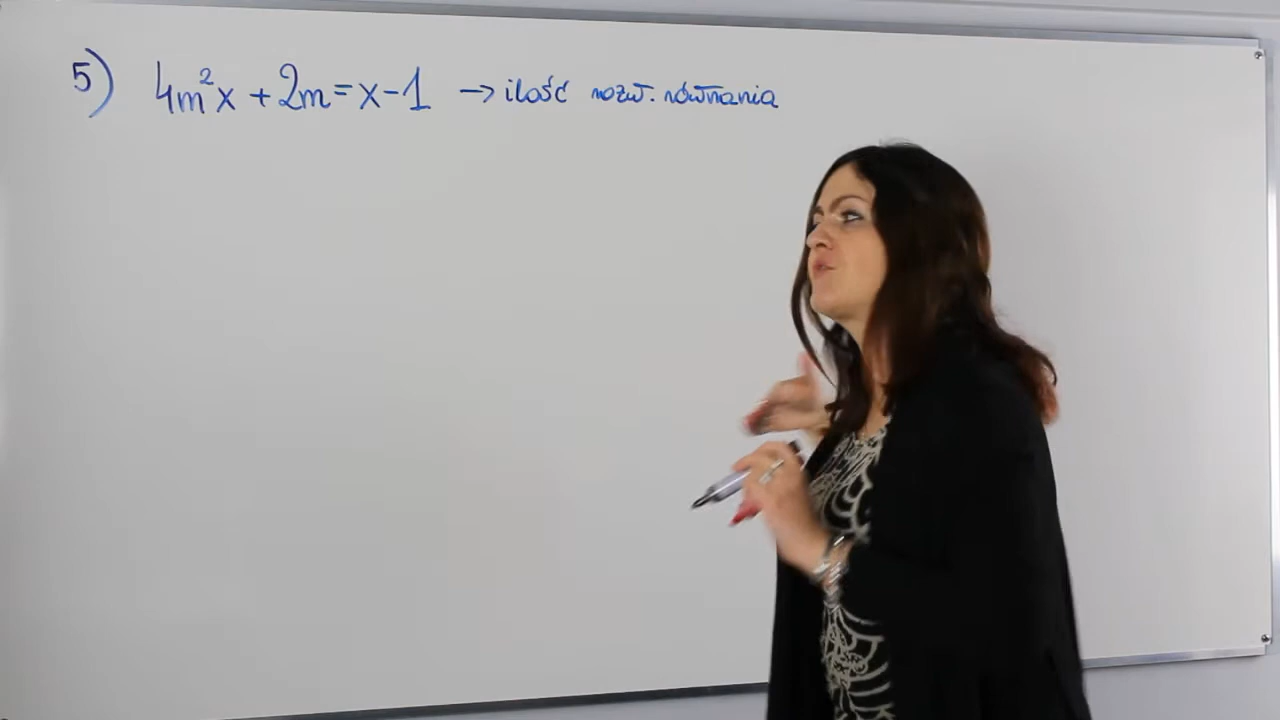 5) 4m²x + 2m = x - 1 → ilość rozw. równania